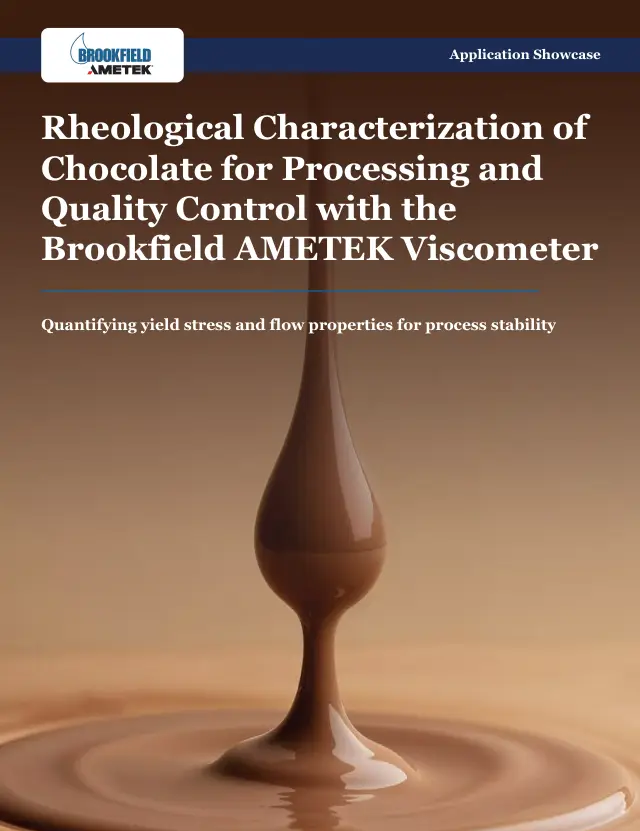 BROOKFIELD
AMETEK
Application Showcase
Rheological Characterization of
Chocolate for Processing and
Quality Control with the
Brookfield AMETEK Viscometer
Quantifying yield stress and flow properties for process stability